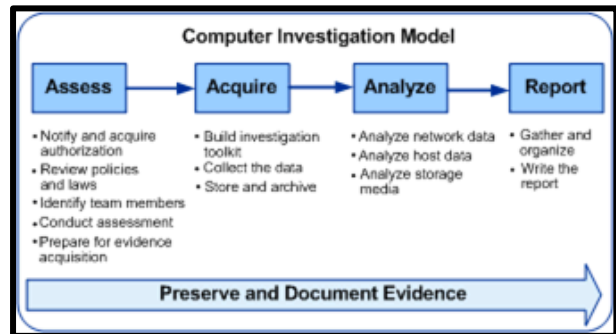 Computer Investigation Model
Assess
Acquire
Analyze
Report
• Notify and acquire
authorization
• Review policies
and laws
• Identify team members
• Conduct assessment
• Prepare for evidence
acquisition
• Build investigation
toolkit
• Collect the data
• Store and archive
• Analyze network data
• Analyze host data
• Analyze storage
media
• Gather and
organize
• Write the
report
Preserve and Document Evidence